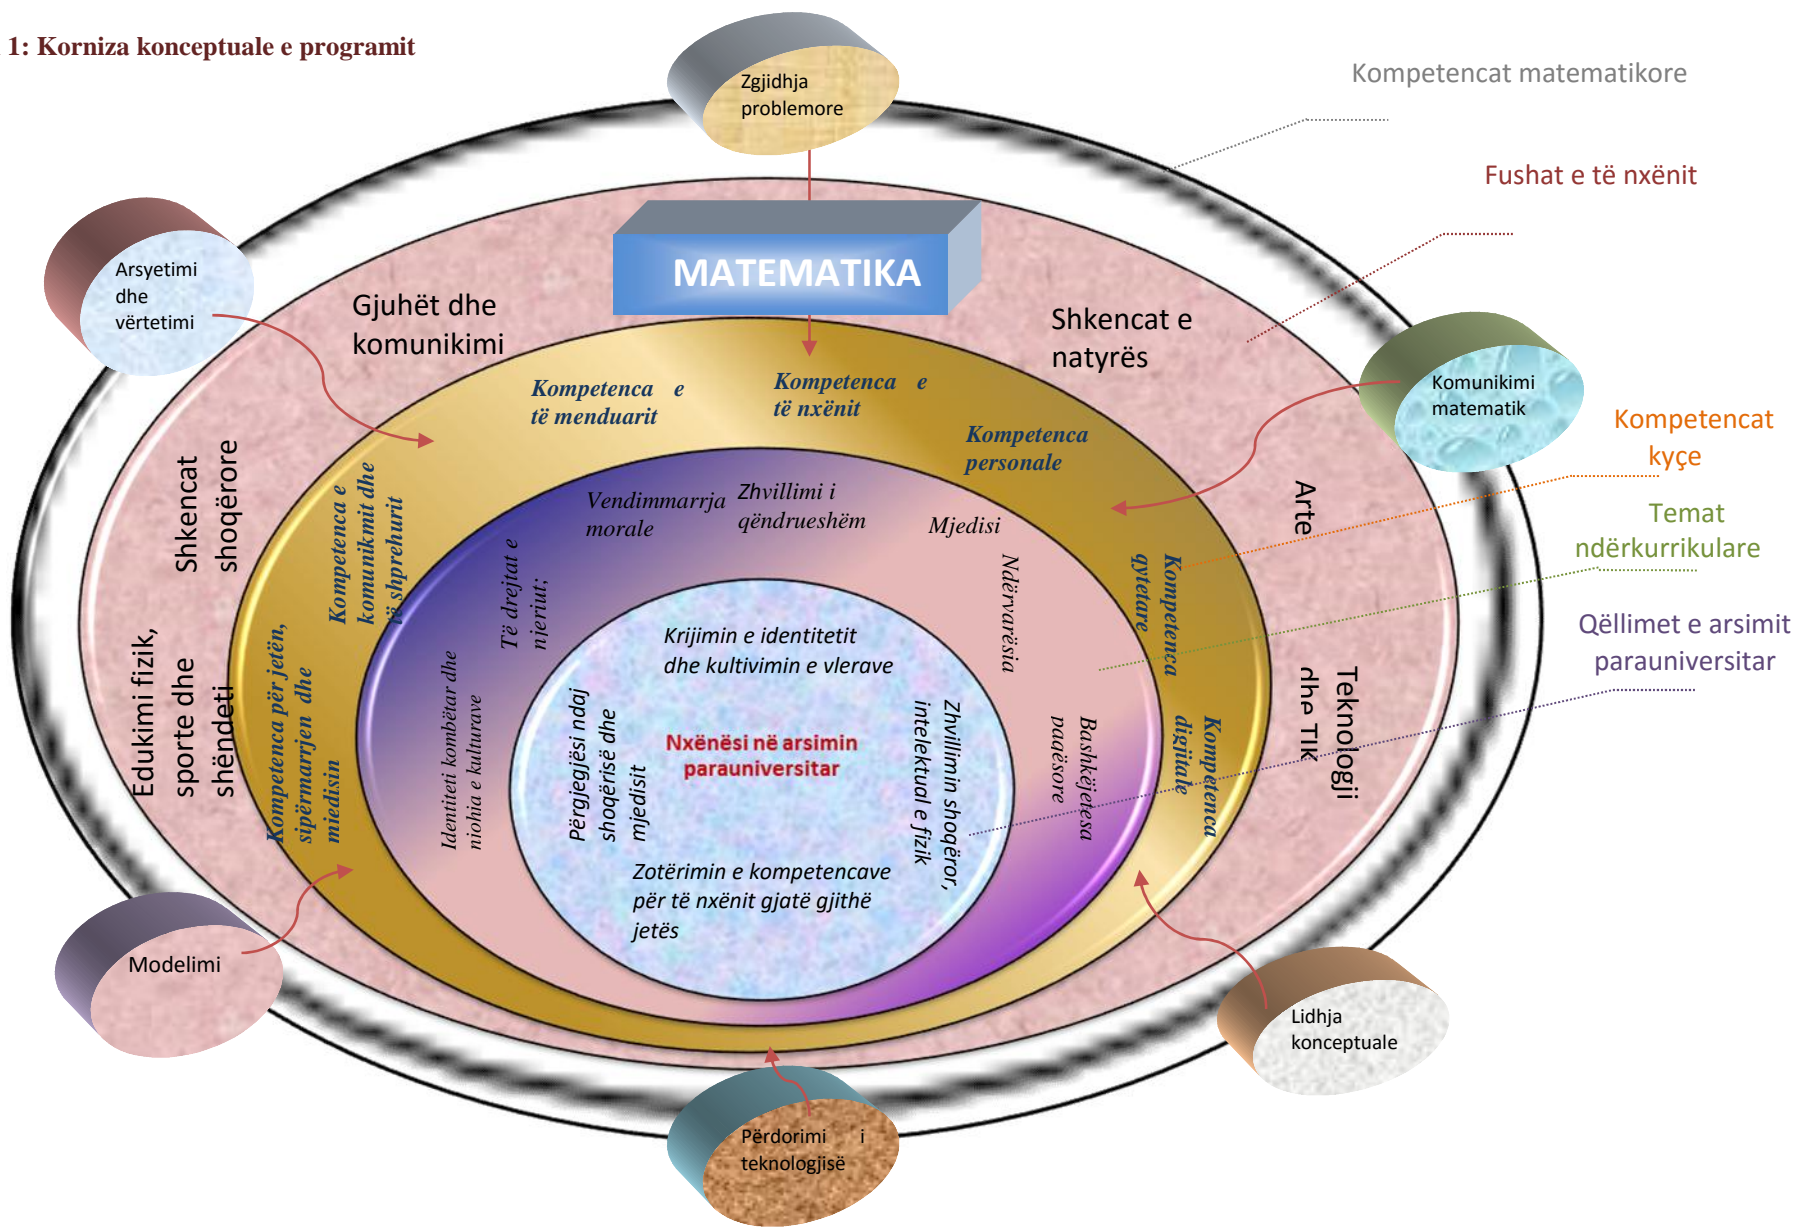 1: Korniza konceptuale e programit
Zgjidhja
problemore
Kompetencat matematikore
Fushat e të nxënit
Arsyetimi
dhe
vërtetimi
MATEMATIKA
Gjuhët dhe
komunikimi
Shkencat e
natyrës
Komunikimi
matematik
Kompetenca e
të menduarit
Kompetenca e
të nxënit
Kompetenca
personale
Kompetencat
kyçe
Shkencat
shoqërore
Kompetenca e
komunikmit dhe
të shprehurit
Vendimmarrja
morale
Zhvillimi i
qëndrueshëm
Mjedisi
Arte
Temat
ndërkurrikulare
Të drejtat e
njeriut;
Ndërvarësia
Kompetenca
qytetare
Qëllimet e arsimit
parauniversitar
Edukimi fizik,
sporte dhe
shëndeti
Kompetenca për jetën,
sipërmarrjen dhe
mjedisin
Identiteti kombëtar dhe
njohja e kulturave
Krijimin e identitetit
dhe kultivimin e vlerave
Përgjegjësi ndaj
shoqërisë dhe
mjedisit
Nxënësi në arsimin
parauniversitar
Zhvillimin shoqëror,
intelektual e fizik
Bashkëjetesa
paqësore
Kompetenca
digjitale
Teknologji
dhe TIK
Zotërimin e kompetencave
për të nxënit gjatë gjithë
jetës
Modelimi
Lidhja
konceptuale
Përdorimi i
teknologjisë